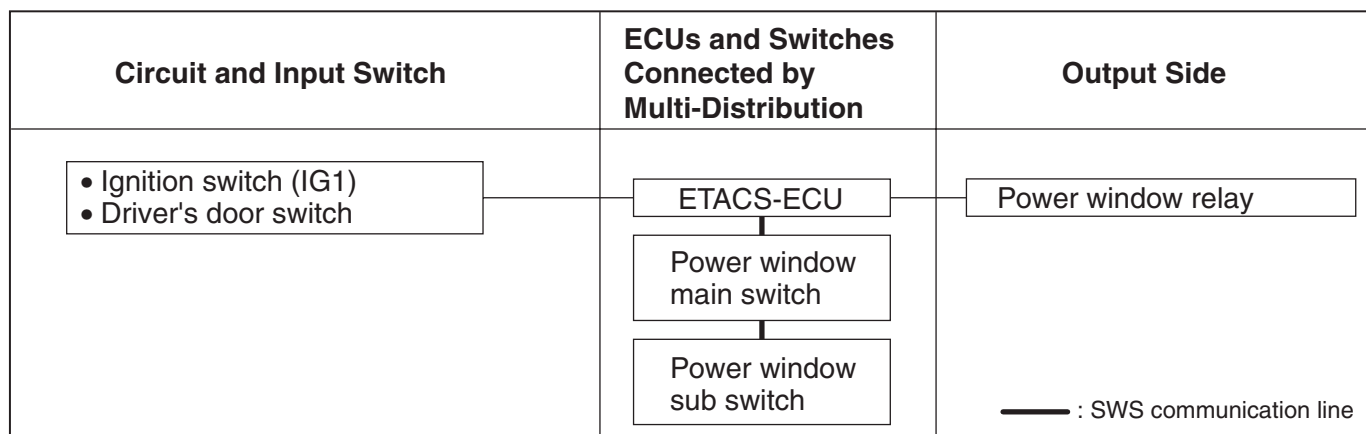 Circuit and Input Switch
ECUs and Switches
Connected by
Multi-Distribution
Output Side
• Ignition switch (IG1)
• Driver's door switch
ETACS-ECU
Power window relay
Power window
main switch
Power window
sub switch
: SWS communication line